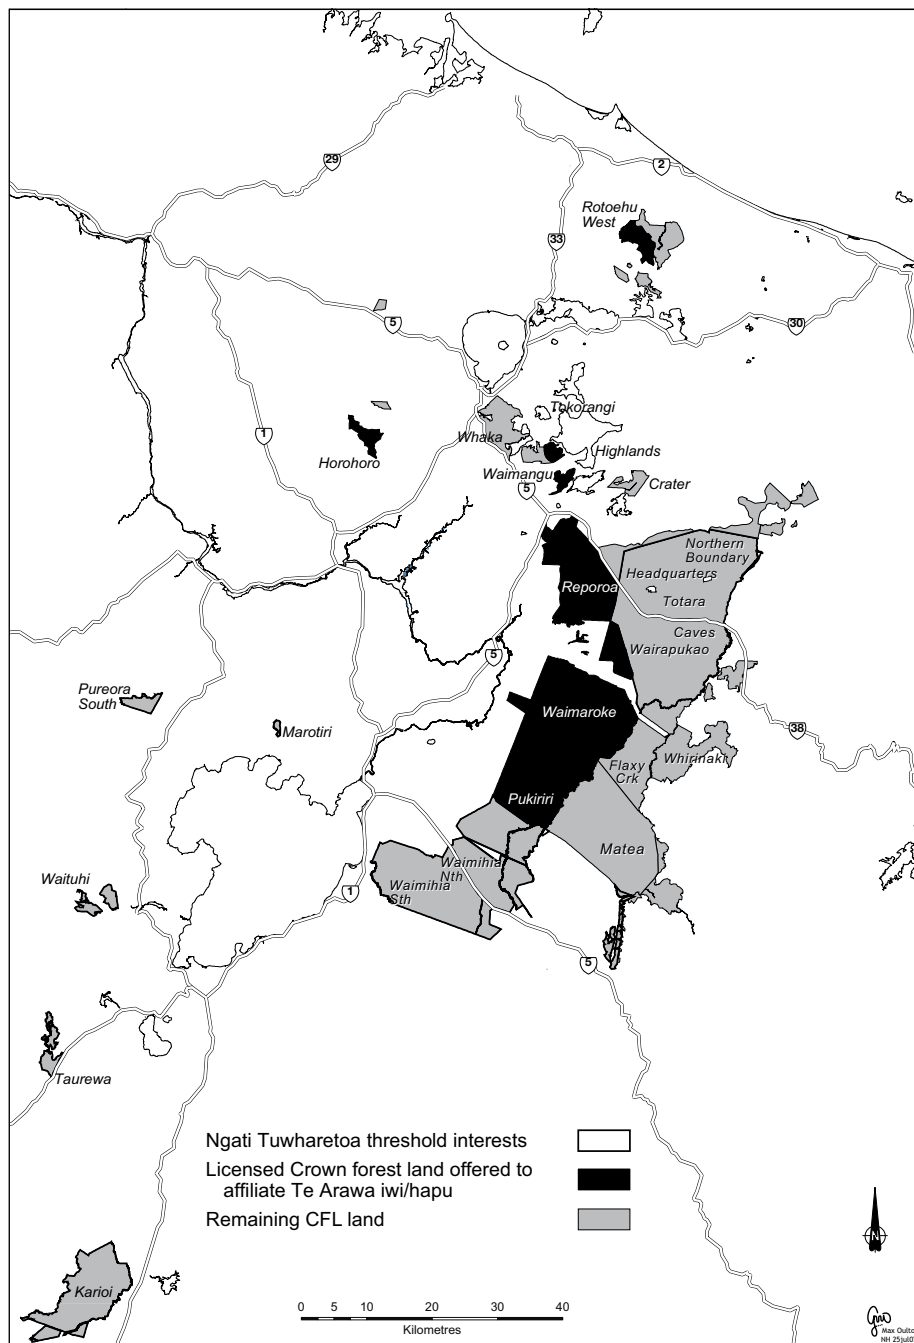 29
2
Rotoehu
West
33
5
30
1
Tokorangi
Whaka
Horohoro
Highlands
Waimangu
5
Crater
Northern
Boundary
Headquarters
Reporoa
Totara
Caves
Wairapukao
5
Pureora
South
Waimaroke
38
Marotiri
Whirinaki
Flaxy
Crk
Pukiriri
Matea
Waimihia
Nth
Waituhi
Waimihia
Sth
1
5
Taurewa
Ngati Tuwharetoa threshold interests
Licensed Crown forest land offered to
affiliate Te Arawa iwi/hapu
Remaining CFL land
Karioi
0 5 10 20 30 40
Kilometres
Max Oulton